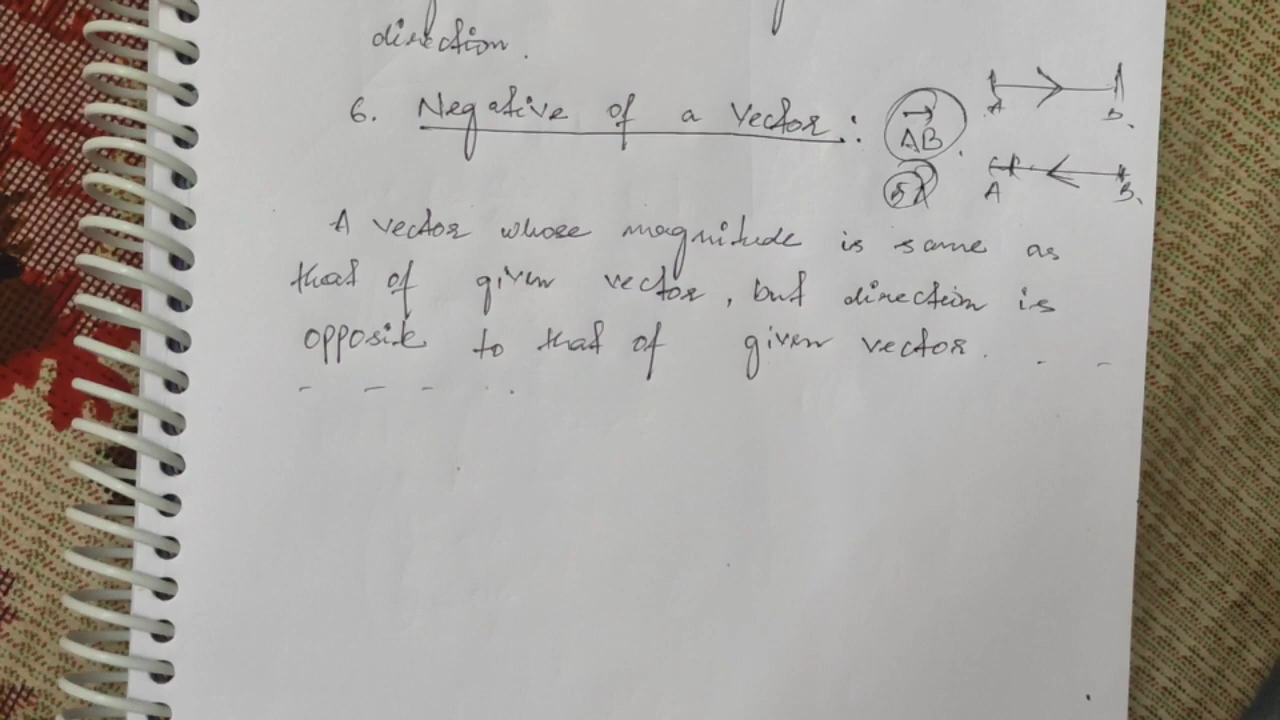 direction.
6. Negative of a Vector :
AB
A B.
A B.
A vector whose magnitude is same as
that of given vector, but direction is
opposite to that of given vector. . -
- - - . .